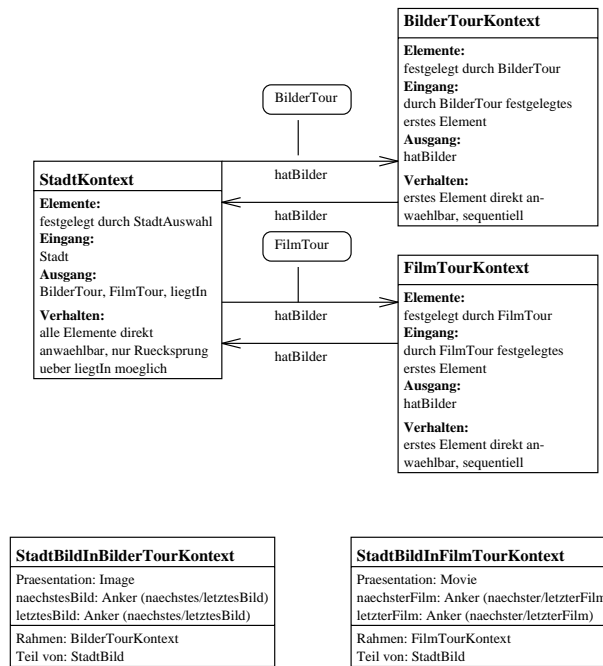 BilderTourKontext
Elemente:
festgelegt durch BilderTour
Eingang:
durch BilderTour festgelegtes
erstes Element
Ausgang:
hatBilder
Verhalten:
erstes Element direkt an-
waehlbar, sequentiell
BilderTour
hatBilder
hatBilder
StadtKontext
Elemente:
festgelegt durch StadtAuswahl
Eingang:
Stadt
Ausgang:
BilderTour, FilmTour, liegtIn
Verhalten:
alle Elemente direkt
anwaehlbar, nur Ruecksprung
ueber liegtIn moeglich
FilmTour
hatBilder
hatBilder
FilmTourKontext
Elemente:
festgelegt durch FilmTour
Eingang:
durch FilmTour festgelegtes
erstes Element
Ausgang:
hatBilder
Verhalten:
erstes Element direkt an-
waehlbar, sequentiell
StadtBildInBilderTourKontext
Praesentation: Image
naechstesBild: Anker (naechstes/letztesBild)
letztesBild: Anker (naechstes/letztesBild)
Rahmen: BilderTourKontext
Teil von: StadtBild
StadtBildInFilmTourKontext
Praesentation: Movie
naechsterFilm: Anker (naechster/letzterFilm
letzterFilm: Anker (naechster/letzterFilm)
Rahmen: FilmTourKontext
Teil von: StadtBild